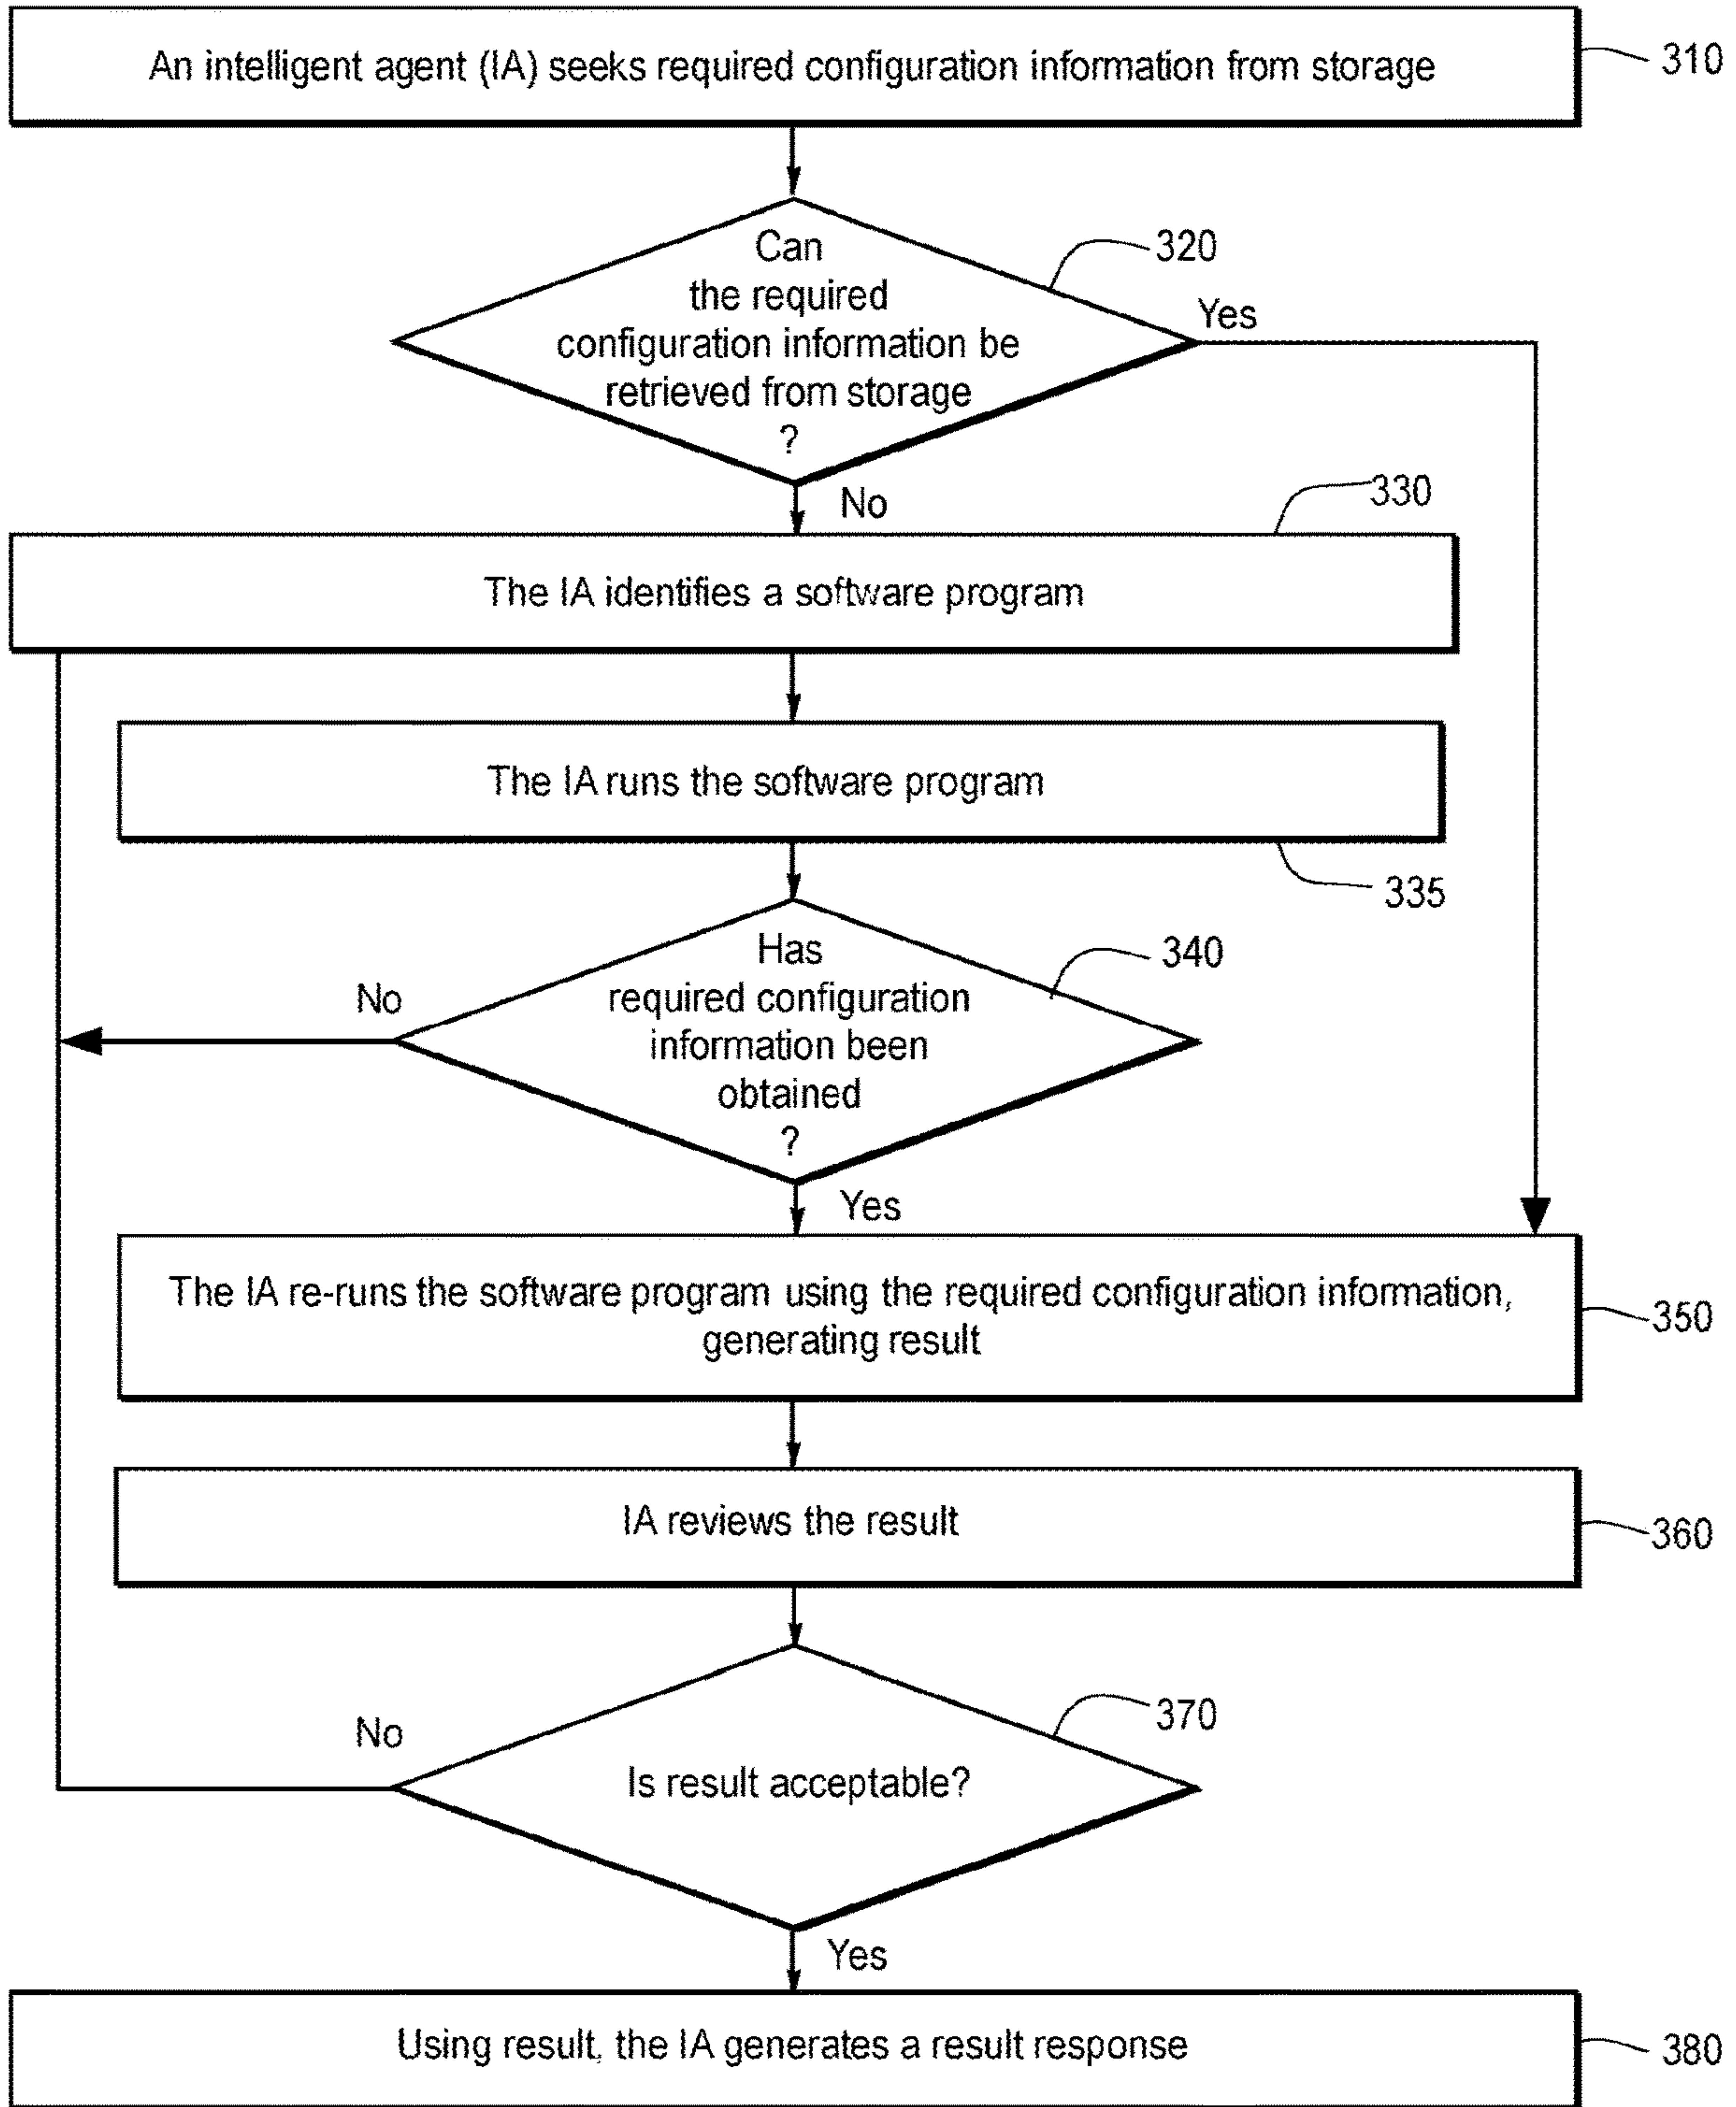 An intelligent agent (IA) seeks required configuration information from storage
310
Can
the required
configuration information be
retrieved from storage
?
320
Yes
No
330
The IA identifies a software program
The IA runs the software program
335
Has
required configuration
information been
obtained
?
340
No
Yes
The IA re-runs the software program using the required configuration information,
generating result
350
IA reviews the result
360
Is result acceptable?
370
No
Yes
Using result, the IA generates a result response
380